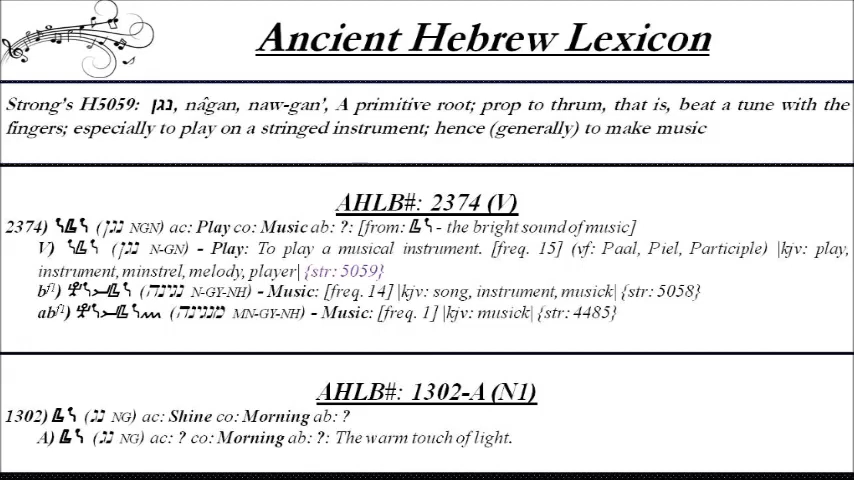 Ancient Hebrew Lexicon
Strong's H5059: נגן, nâgan, naw-gan', A primitive root; prop to thrum, that is, beat a tune with the
fingers; especially to play on a stringed instrument; hence (generally) to make music
AHLB#: 2374 (V)
2374) (נגן NGN) ac: Play co: Music ab: ?: [from: - the bright sound of music]
V) (נגן N-GN) - Play: To play a musical instrument. [freq. 15] (vf: Paal, Piel, Participle) |kjv: play,
instrument, minstrel, melody, player| {str: 5059}
bf1) (נגינה N-GY-NH) - Music: [freq. 14] |kjv: song, instrument, musick| {str: 5058}
abf1) (מנגינה MN-GY-NH) - Music: [freq. 1] |kjv: musick| {str: 4485}
AHLB#: 1302-A (N1)
1302) (נג NG) ac: Shine co: Morning ab: ?
A) (נג NG) ac: ? co: Morning ab: ?: The warm touch of light.